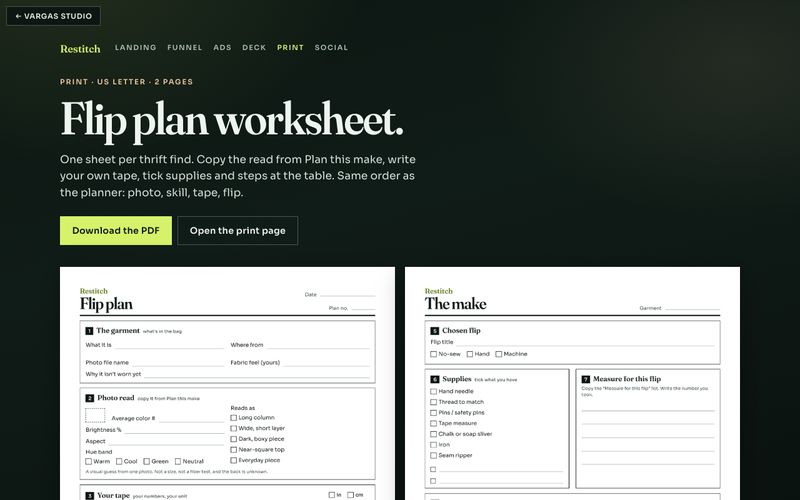 ← VARGAS STUDIO
Restitch LANDING FUNNEL ADS DECK PRINT SOCIAL
PRINT · US LETTER · 2 PAGES
Flip plan worksheet.
One sheet per thrift find. Copy the read from Plan this make, write
your own tape, tick supplies and steps at the table. Same order as
the planner: photo, skill, tape, flip.
Download the PDF
Open the print page
Restitch
Flip plan
Date
Plan no.
1 The garment what's in the bag
What it is
Where from
Photo file name
Fabric feel (yours)
Why it isn't worn yet
2 Photo read copy it from Plan this make
Average color #
Brightness %
Aspect
Hue band
Warm Cool Green Neutral
Reads as
Long column
Wide, short layer
Dark, boxy piece
Near-square top
Everyday piece
A visual guess from one photo. Not a size, not a fiber test, and the back is unknown.
3 Your tape your numbers, your unit
in cm
Restitch
The make
Garment
5 Chosen flip
Flip title
No-sew Hand Machine
6 Supplies tick what you have
Hand needle
Thread to match
Pins / safety pins
Tape measure
Chalk or soap sliver
Iron
Seam ripper
7 Measure for this flip
Copy the "Measure for this flip" list. Write the number you
took.